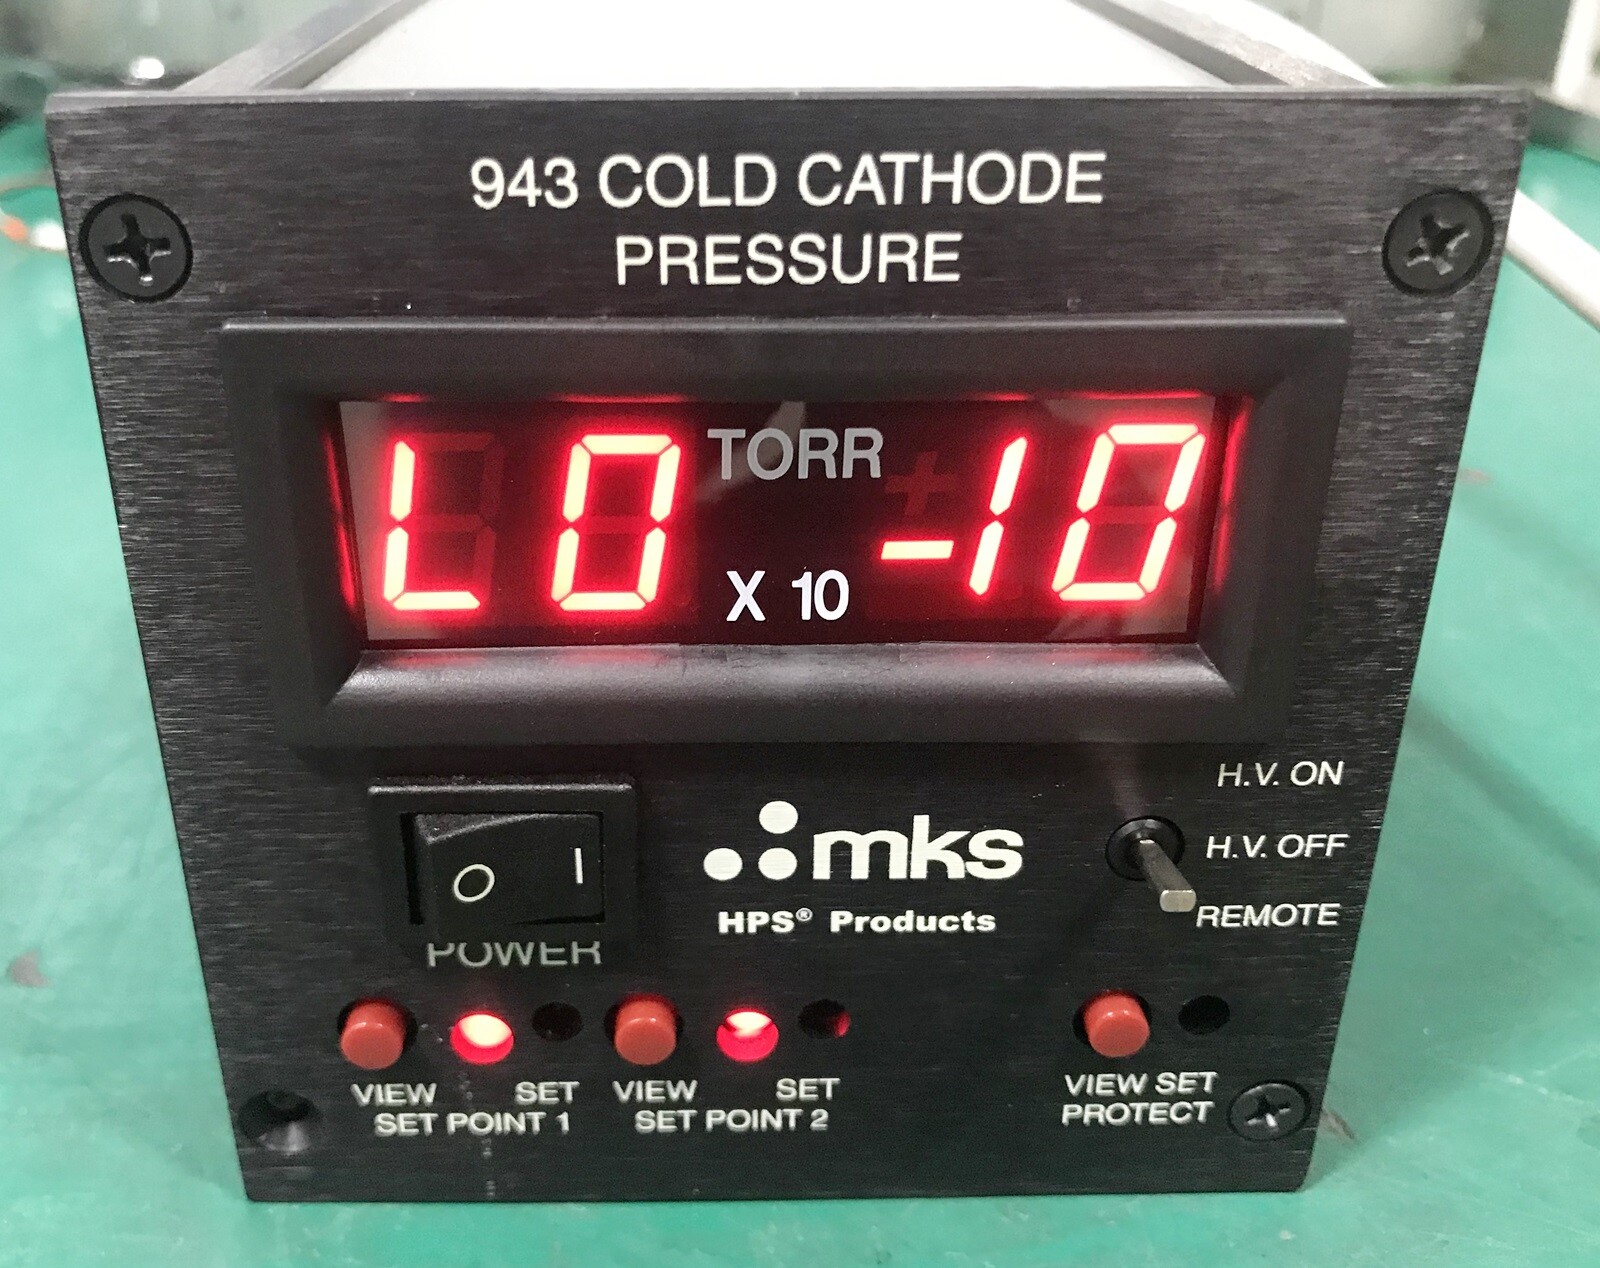 943 COLD CATHODE
PRESSURE
LO TORR -10
X 10
H.V. ON
mks
H.V. OFF
HPS® Products
REMOTE
O I
POWER
VIEW SET
SET POINT 1
VIEW SET
SET POINT 2
VIEW SET
PROTECT